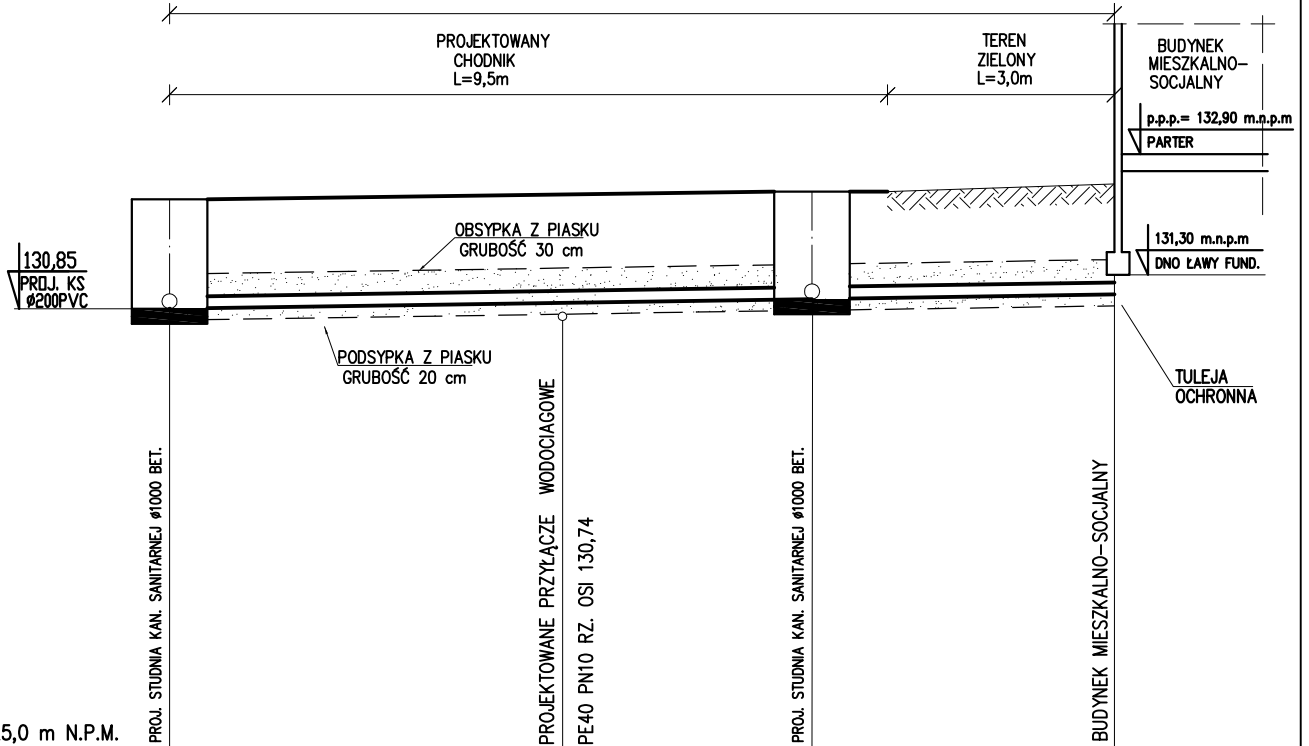 PROJEKTOWANY
CHODNIK
L=9,5m
TEREN
ZIELONY
L=3,0m
BUDYNEK
MIESZKALNO-
SOCJALNY
p.p.p.= 132,90 m.n.p.m
PARTER
OBSYPKA Z PIASKU
GRUBOŚĆ 30 cm
131,30 m.n.p.m
DNO ŁAWY FUND.
130,85
PROJ. KS
ø200PVC
PODSYPKA Z PIASKU
GRUBOŚĆ 20 cm
TULEJA
OCHRONNA
PROJ. STUDNIA KAN. SANITARNEJ ø1000 BET.
PROJEKTOWANE PRZYŁĄCZE WODOCIAGOWE
PE40 PN10 RZ. OSI 130,74
PROJ. STUDNIA KAN. SANITARNEJ ø1000 BET.
BUDYNEK MIESZKALNO-SOCJALNY
5,0 m N.P.M.